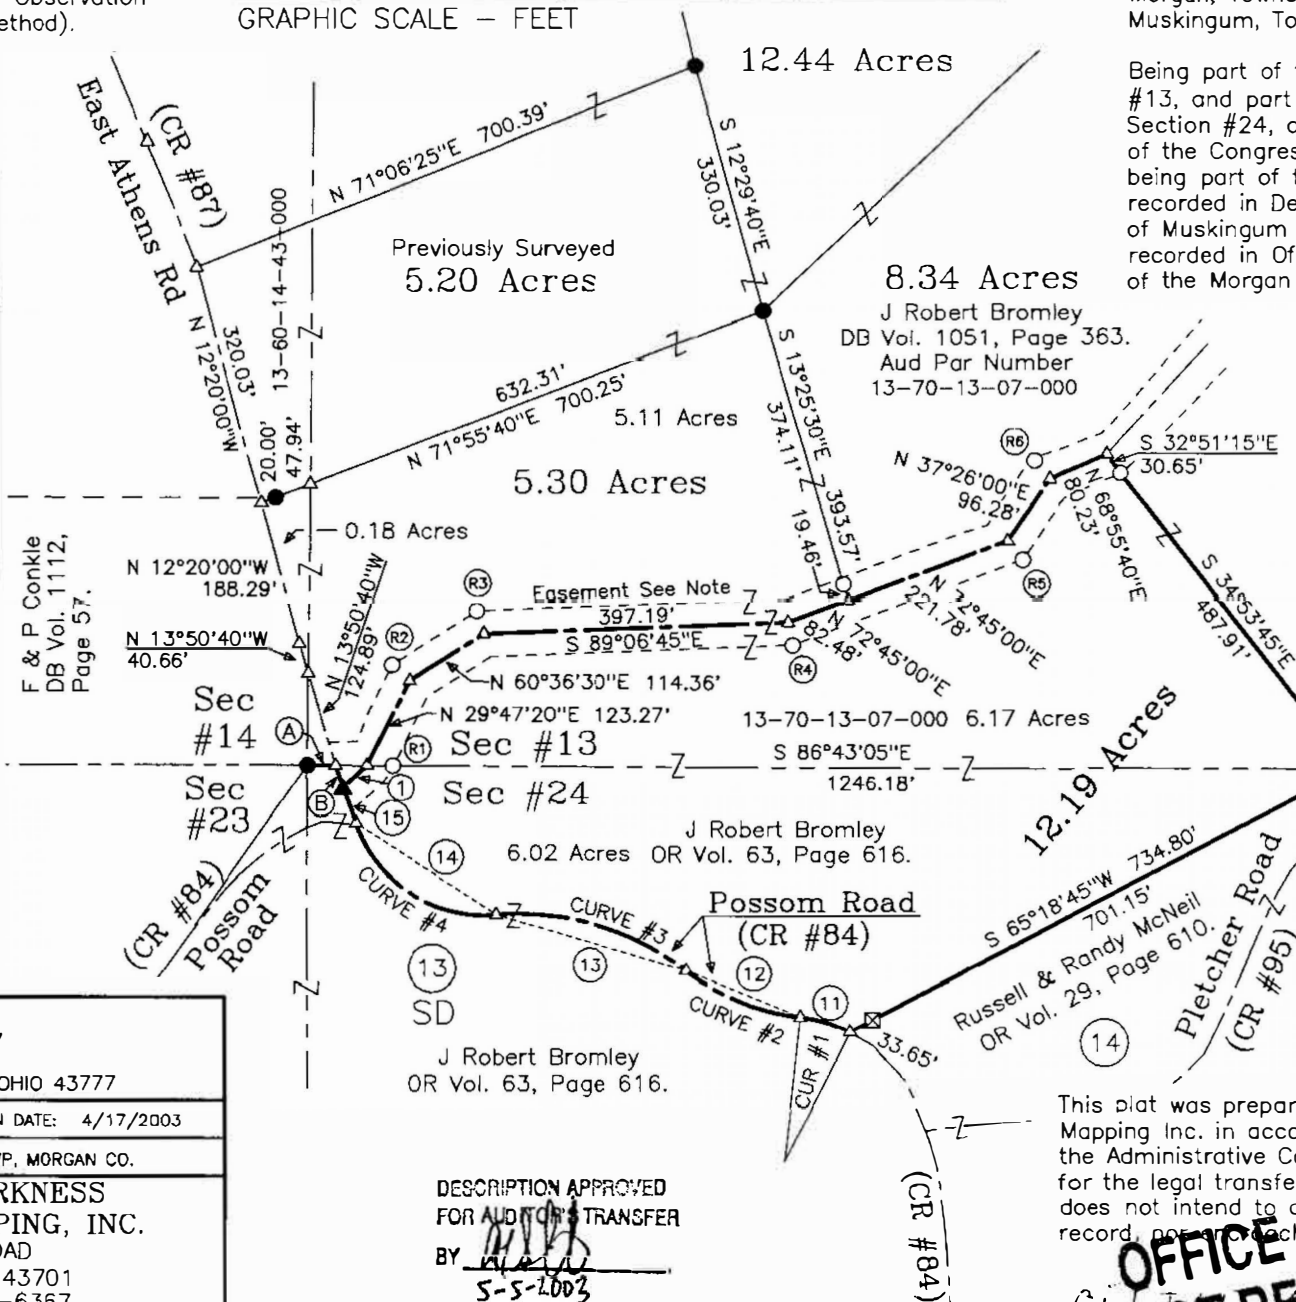 Observation
ethod).
GRAPHIC SCALE – FEET
12.44 Acres
Muskingum, To
Being part of
#13, and part
Section #24,
of the Congres
being part of
recorded in De
of Muskingum
recorded in Of
of the Morgan
East Athens Rd
(CR #87)
N 71°06'25"E 700.39'
S 12°29'40"E
330.03'
13-60-14-43-000
Previously Surveyed
5.20 Acres
8.34 Acres
J Robert Bromley
DB Vol. 1051, Page 363.
Aud Par Number
13-70-13-07-000
N 12°20'00"W
320.03'
20.00'
47.94'
632.31'
N 71°55'40"E 700.25'
5.11 Acres
5.30 Acres
S 13°25'30"E
374.11'
393.57'
19.46'
R6
S 32°51'15"E
30.65'
N 37°26'00"E
96.28'
N 68°55'40"E
80.23'
R5
S 34°53'45"E
487.91'
0.18 Acres
F & P Conkle
DB Vol. 1112,
Page 57.
N 12°20'00"W
188.29'
N 13°50'40"W
40.66'
N 13°50'40"W
124.89'
R3
R2
Easement See Note
397.19'
S 89°06'45"E
N 72°45'00"E
221.78'
N 72°45'00"E
82.48'
R4
N 60°36'30"E 114.36'
N 29°47'20"E 123.27'
13-70-13-07-000 6.17 Acres
Sec
#14
A
R1
Sec #13
S 86°43'05"E
1246.18'
12.19 Acres
Sec
#23
B
1
15
Sec #24
J Robert Bromley
6.02 Acres OR Vol. 63, Page 616.
14
CURVE #4
CURVE #3
Possom Road
(CR #84)
(CR #84)
Possom
Road
13
SD
13
12
11
CURVE #2
CUR #1
33.65'
S 65°18'45"W 734.80'
701.15'
Russell & Randy McNeil
OR Vol. 29, Page 610.
14
Pletcher Road
(CR #95)
J Robert Bromley
OR Vol. 63, Page 616.
(CR #84)
OHIO 43777
DATE: 4/17/2003
P, MORGAN CO.
RKNESS
PING, INC.
OAD
43701
-6367
DESCRIPTION APPROVED
FOR AUDITOR'S TRANSFER
BY
5-5-2003
This plat was prepar
Mapping Inc. in acco
the Administrative Co
for the legal transfe
does not intend to
record, nor encroach
OFFICE